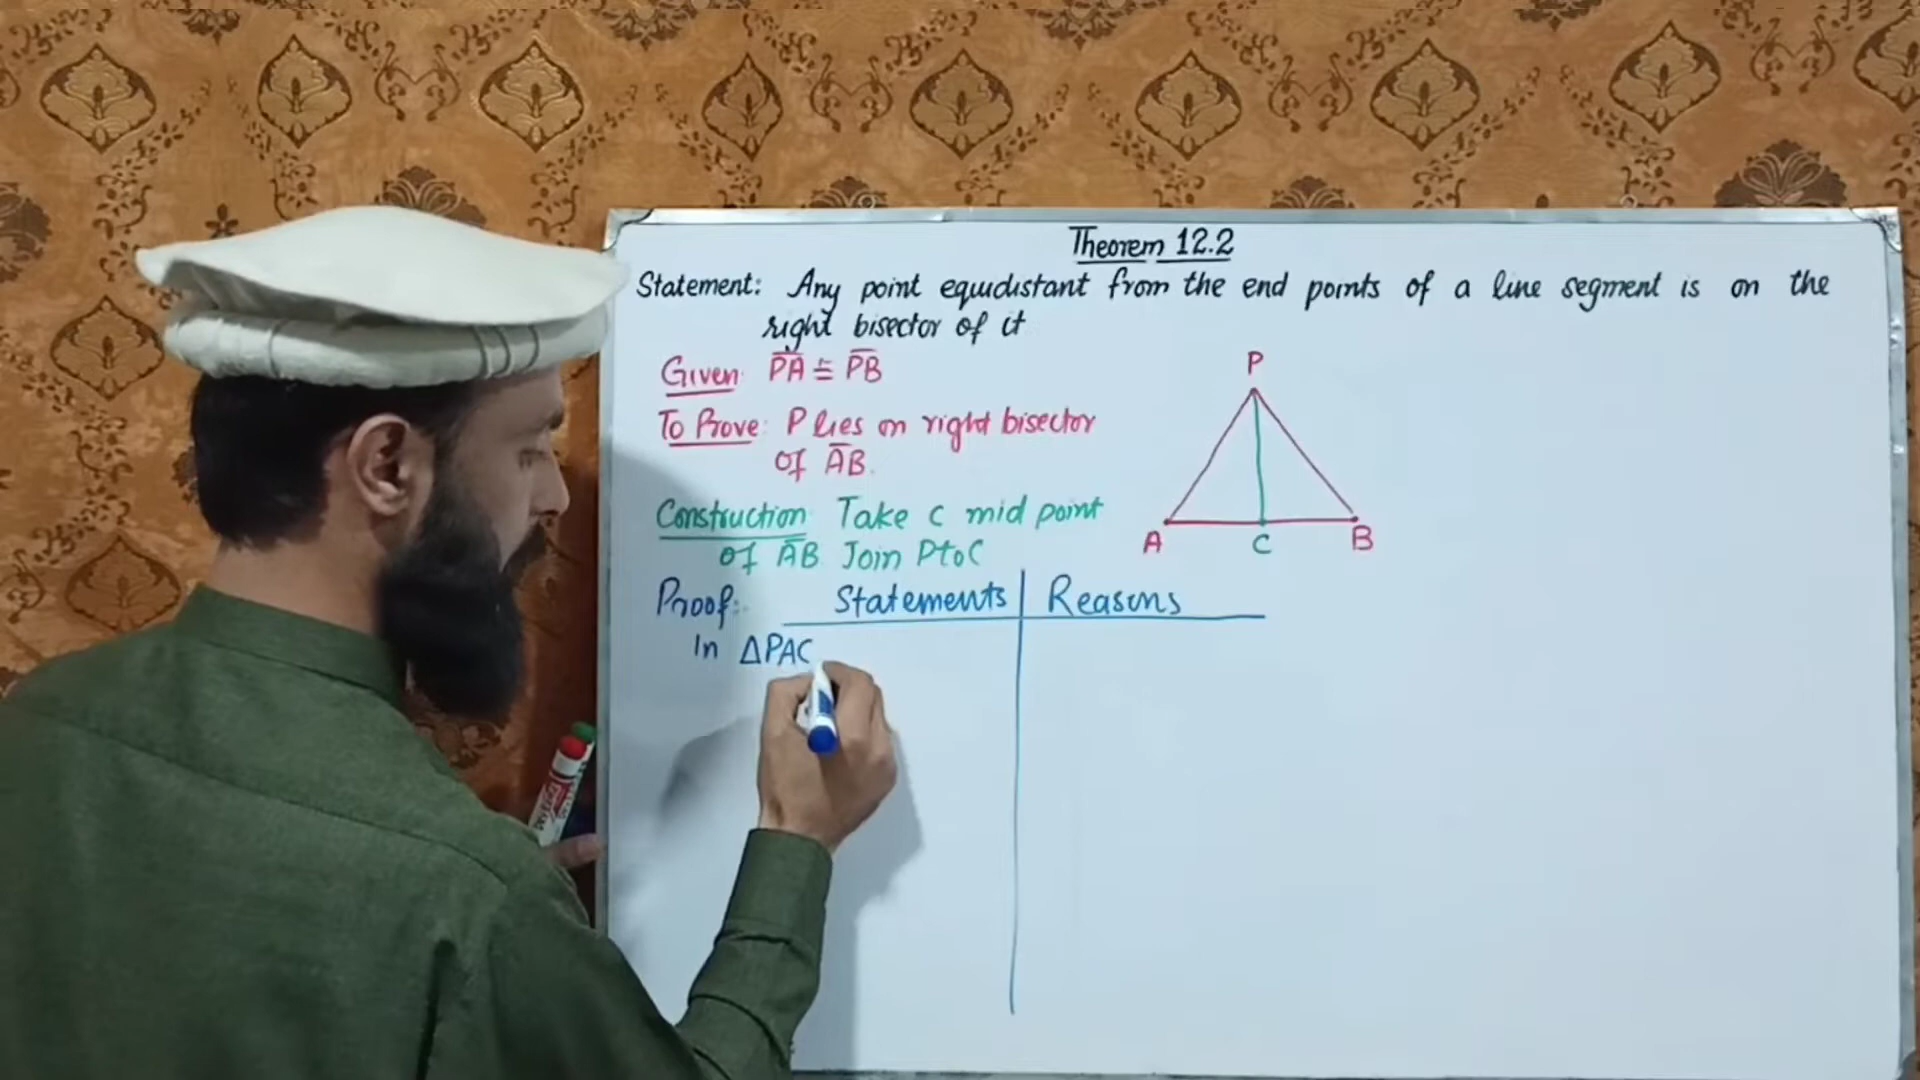 Theorem 12.2
Statement: Any point equidistant from the end points of a line segment is on the
right bisector of it
Given: PA ≅ PB
To Prove: P lies on right bisector
of AB.
Construction Take C mid point
of AB Join P to C
P
A C B
Proof: Statements Reasons
In ΔPAC